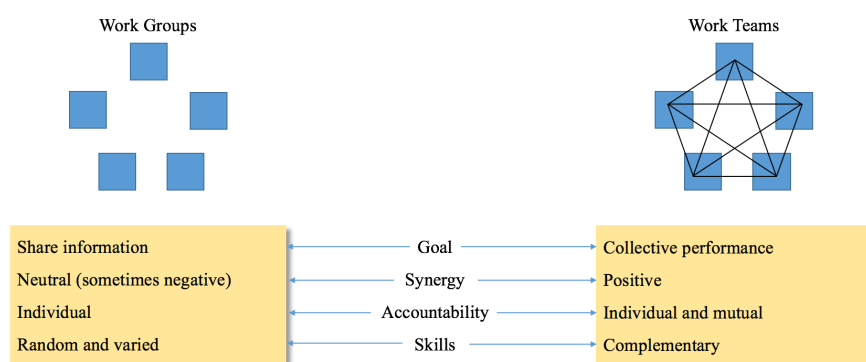 Work Groups
Work Teams
Share information
Goal
Collective performance
Neutral (sometimes negative)
Synergy
Positive
Individual
Accountability
Individual and mutual
Random and varied
Skills
Complementary